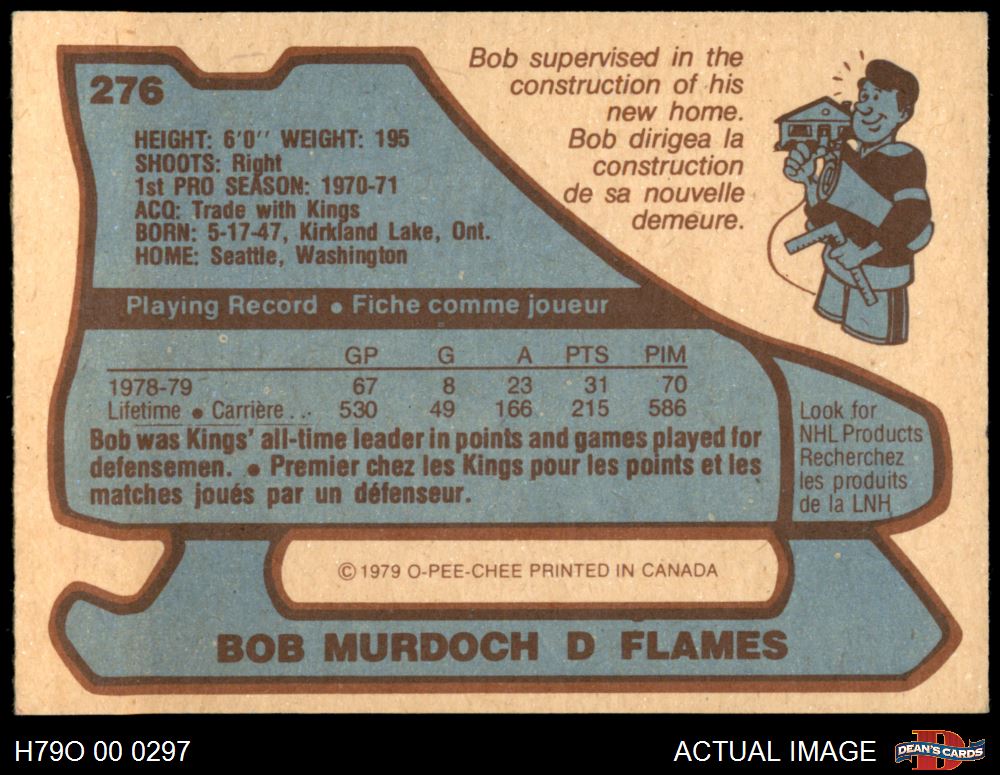 276
HEIGHT: 6'0'' WEIGHT: 195
SHOOTS: Right
1st PRO SEASON: 1970-71
ACQ: Trade with Kings
BORN: 5-17-47, Kirkland Lake, Ont.
HOME: Seattle, Washington
Bob supervised in the
construction of his
new home.
Bob dirigea la
construction
de sa nouvelle
demeure.
Playing Record • Fiche comme joueur
GP G A PTS PIM
1978-79 67 8 23 31 70
Lifetime • Carrière... 530 49 166 215 586
Bob was Kings' all-time leader in points and games played for
defensemen. • Premier chez les Kings pour les points et les
matches joués par un défenseur.
Look for
NHL Products
Recherchez
les produits
de la LNH
© 1979 O-PEE-CHEE PRINTED IN CANADA
BOB MURDOCH D FLAMES
H79O 00 0297
ACTUAL IMAGE
D
DEAN'S CARDS